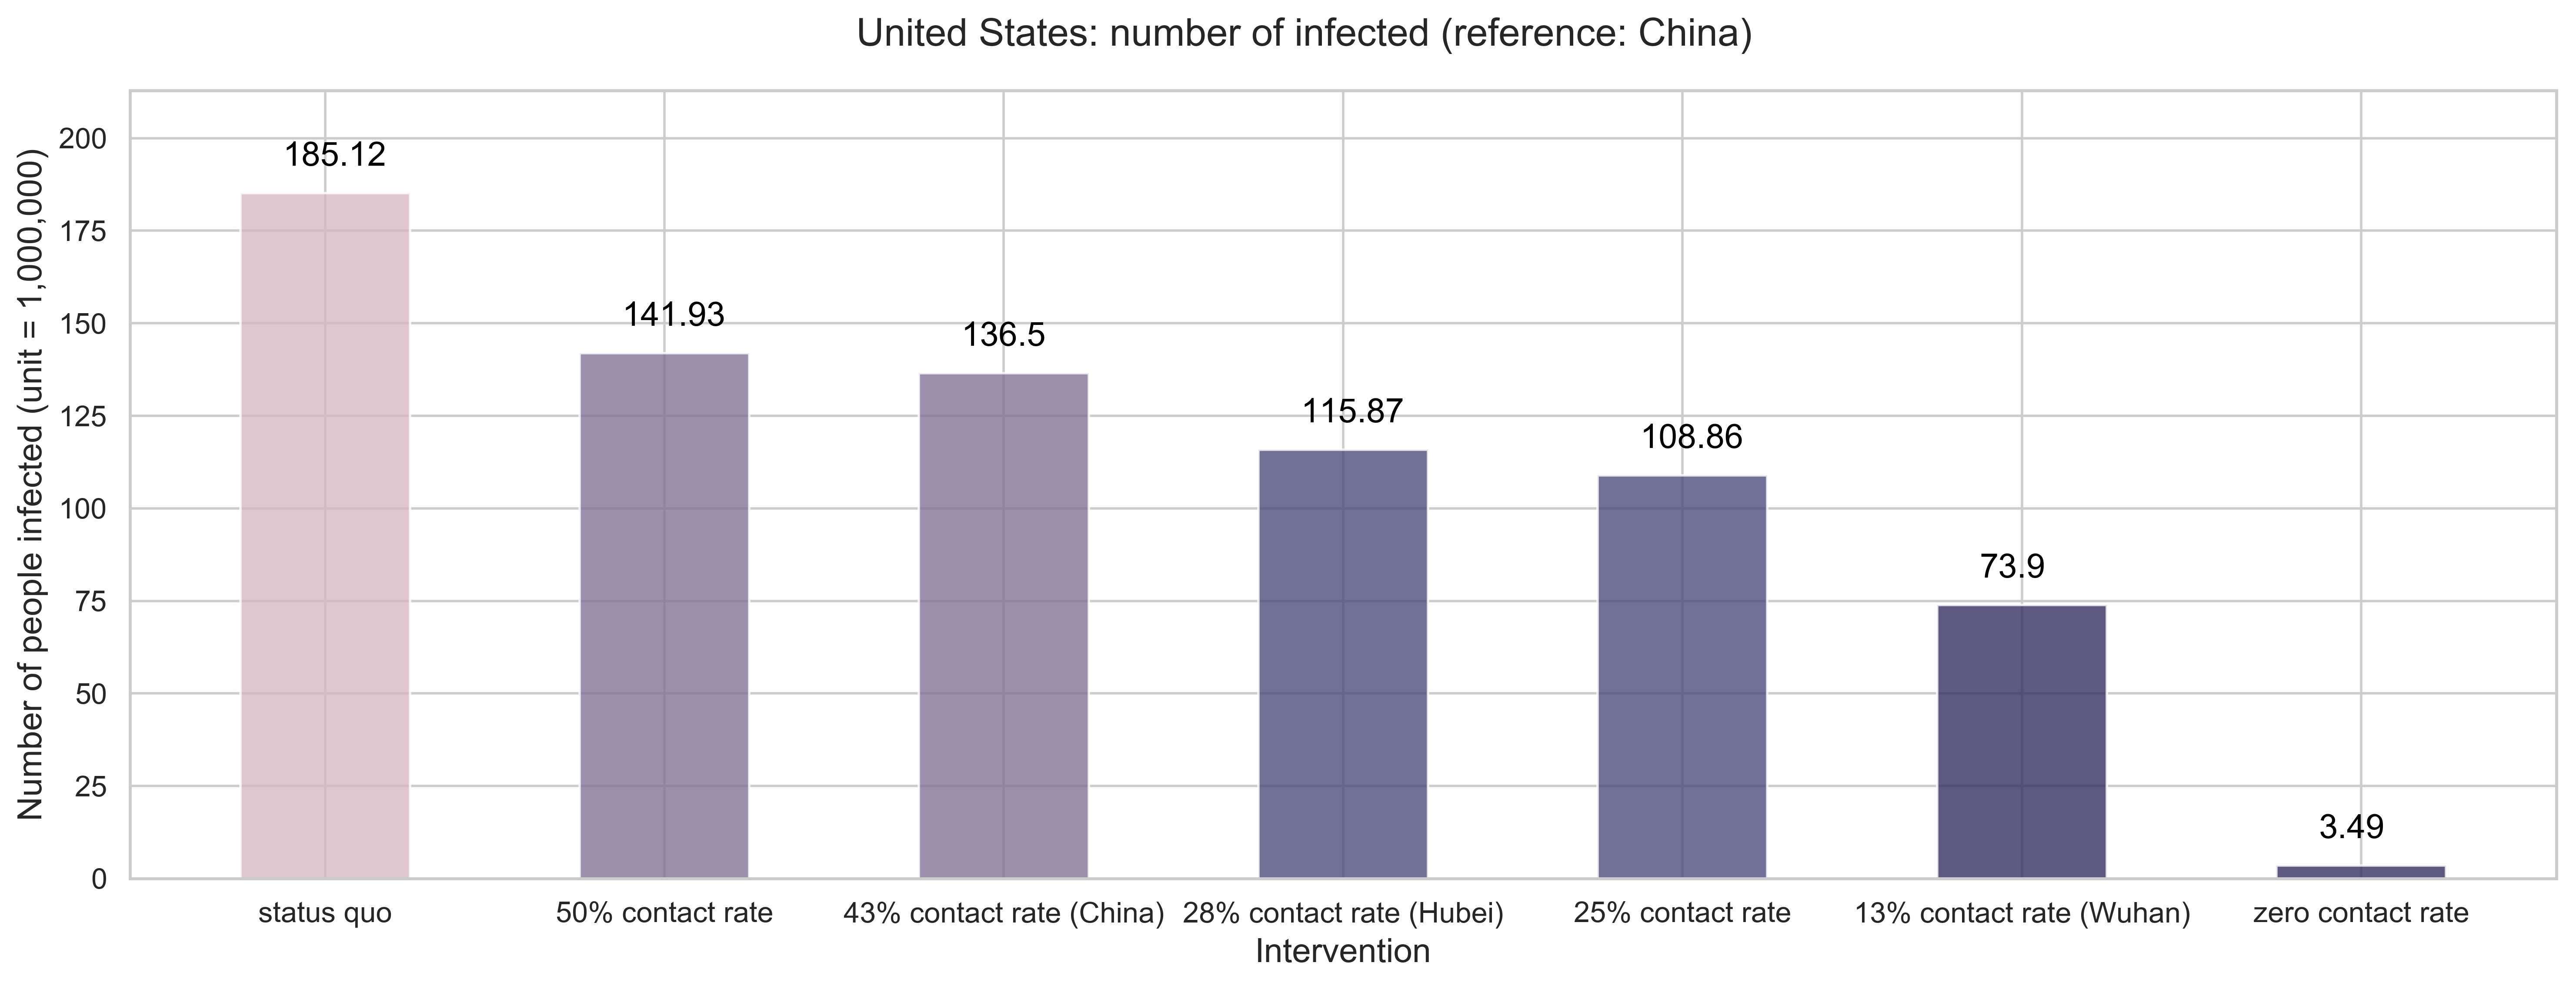 United States: number of infected (reference: China)
Number of people infected (unit = 1,000,000)
200
175
150
125
100
75
50
25
0
185.12
141.93
136.5
115.87
108.86
73.9
3.49
status quo
50% contact rate
43% contact rate (China)
28% contact rate (Hubei)
25% contact rate
13% contact rate (Wuhan)
zero contact rate
Intervention